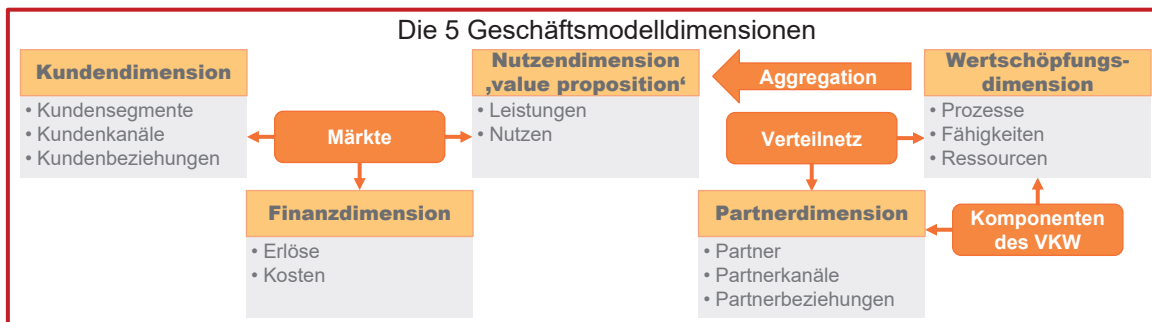 Die 5 Geschäftsmodelldimensionen
Kundendimension
• Kundensegmente
• Kundenkanäle
• Kundenbeziehungen
Märkte
Nutzendimension
‚value proposition‘
• Leistungen
• Nutzen
Aggregation
Wertschöpfungs-
dimension
• Prozesse
• Fähigkeiten
• Ressourcen
Verteilnetz
Finanzdimension
• Erlöse
• Kosten
Partnerdimension
• Partner
• Partnerkanäle
• Partnerbeziehungen
Komponenten
des VKW